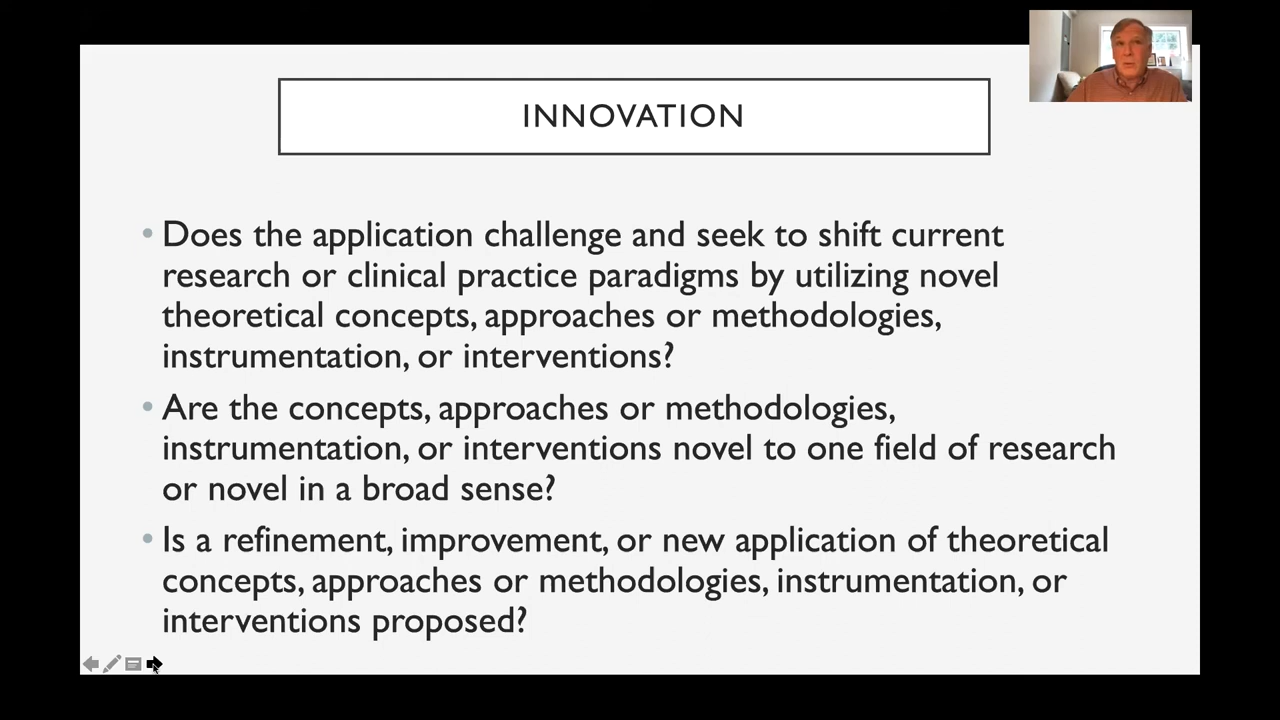 INNOVATION
• Does the application challenge and seek to shift current
research or clinical practice paradigms by utilizing novel
theoretical concepts, approaches or methodologies,
instrumentation, or interventions?
• Are the concepts, approaches or methodologies,
instrumentation, or interventions novel to one field of research
or novel in a broad sense?
• Is a refinement, improvement, or new application of theoretical
concepts, approaches or methodologies, instrumentation, or
interventions proposed?